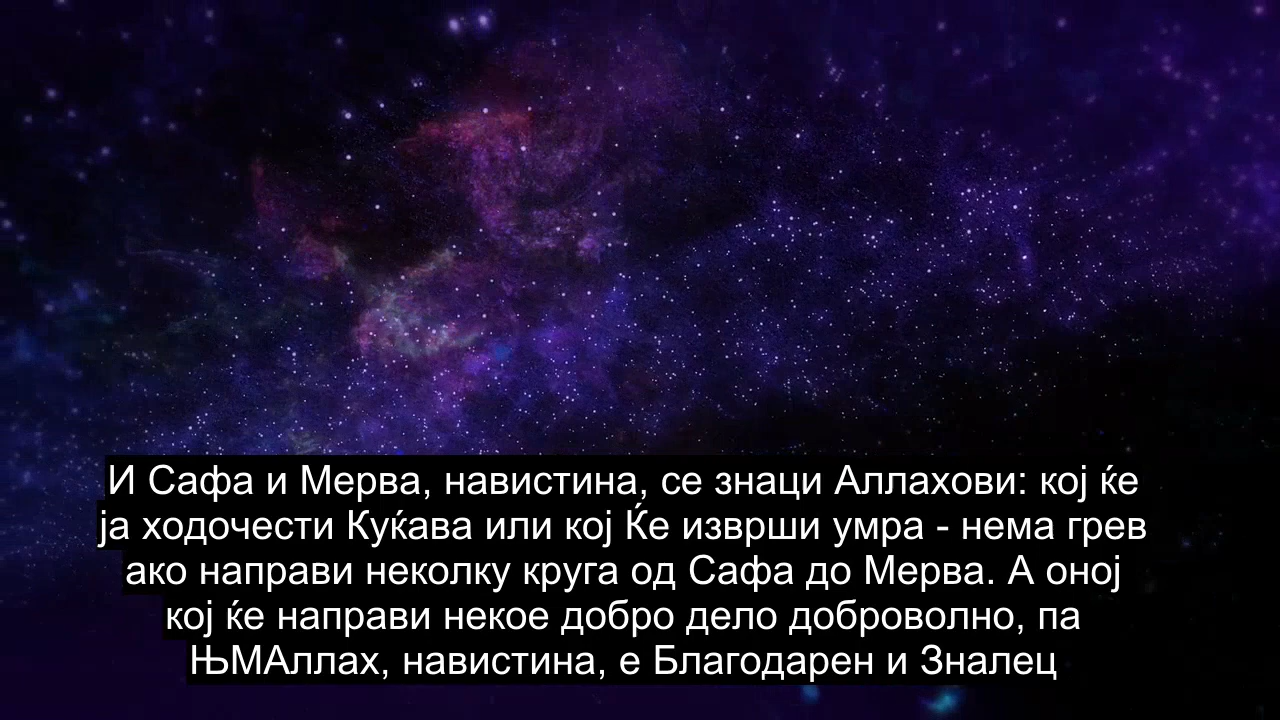 И Сафа и Мерва, навистина, се знаци Аллахови: кој ќе
ја ходочести Куќава или кој Ќе изврши умра - нема грев
ако направи неколку круга од Сафа до Мерва. А оној
кој ќе направи некое добро дело доброволно, па
ЊМАллах, навистина, е Благодарен и Зналец